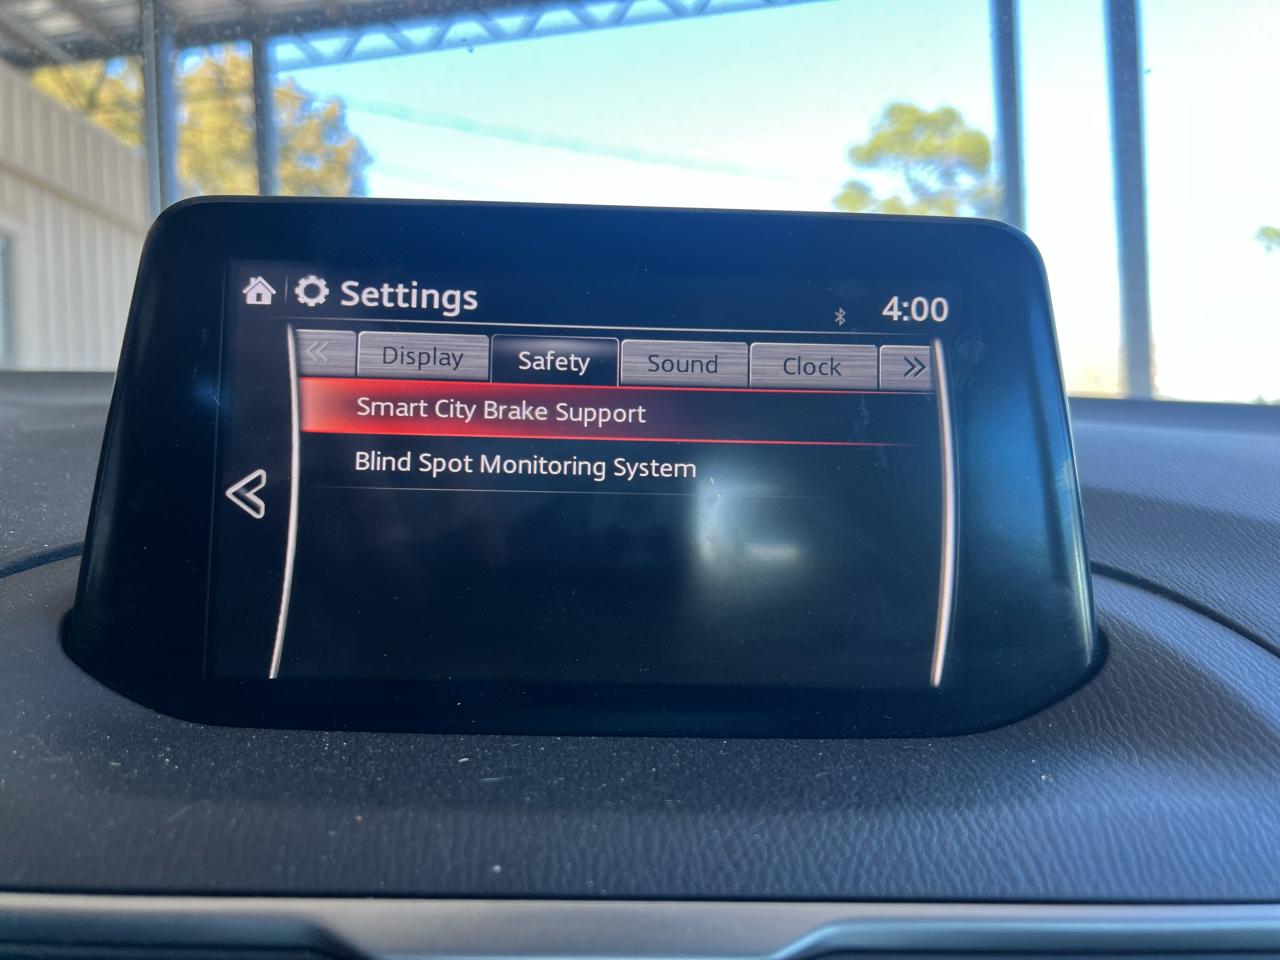 Settings
4:00
Display Safety Sound Clock
Smart City Brake Support
Blind Spot Monitoring System